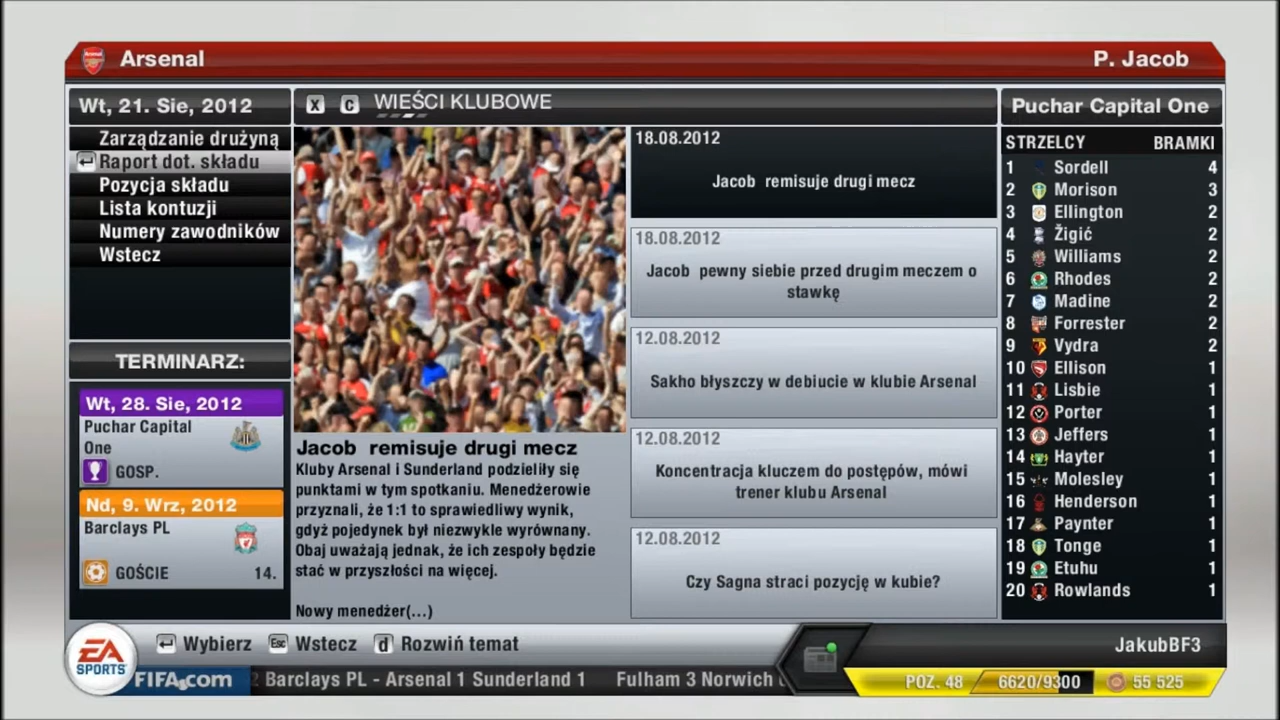 Arsenal
P. Jacob
Wt, 21. Sie, 2012
X C WIEŚCI KLUBOWE
Puchar Capital One
Zarządzanie drużyną
Raport dot. składu
Pozycja składu
Lista kontuzji
Numery zawodników
Wstecz
TERMINARZ:
Wt, 28. Sie, 2012
Puchar Capital
One
GOSP.
Nd, 9. Wrz, 2012
Barclays PL
GOŚCIE 14.
Jacob remisuje drugi mecz
Kluby Arsenal i Sunderland podzieliły się
punktami w tym spotkaniu. Menedżerowie
przyznali, że 1:1 to sprawiedliwy wynik,
gdyż pojedynek był niezwykle wyrównany.
Obaj uważają jednak, że ich zespoły będzie
stać w przyszłości na więcej.
Nowy menedżer(...)
18.08.2012
Jacob remisuje drugi mecz
18.08.2012
Jacob pewny siebie przed drugim meczem o
stawkę
12.08.2012
Sakho błyszczy w debiucie w klubie Arsenal
12.08.2012
Koncentracja kluczem do postępów, mówi
trener klubu Arsenal
12.08.2012
Czy Sagna straci pozycję w kubie?
STRZELCY BRAMKI
1 Sordell 4
2 Morison 3
3 Ellington 2
4 Žigić 2
5 Williams 2
6 Rhodes 2
7 Madine 2
8 Forrester 2
9 Vydra 2
10 Ellison 1
11 Lisbie 1
12 Porter 1
13 Jeffers 1
14 Hayter 1
15 Molesley 1
16 Henderson 1
17 Paynter 1
18 Tonge 1
19 Etuhu 1
20 Rowlands 1
EA SPORTS
Wybierz Esc Wstecz d Rozwiń temat
JakubBF3
FIFA.com
Barclays PL - Arsenal 1 Sunderland 1 Fulham 3 Norwich
POZ. 48 6620/9300 55 525